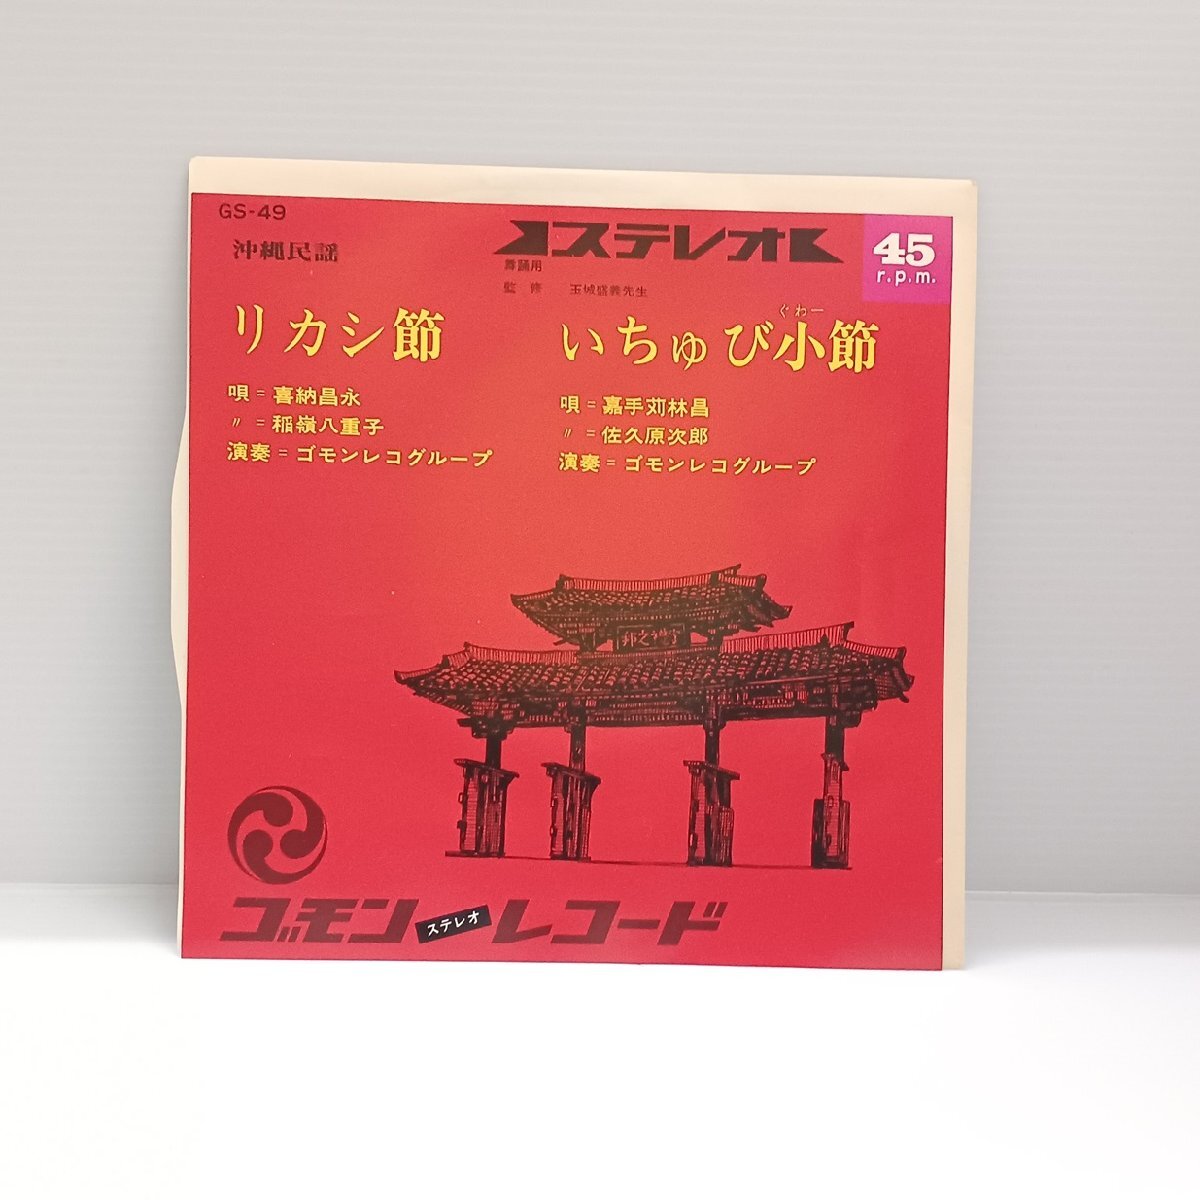 GS-49
沖縄民謡
ステレオ
45
r.p.m.
舞踊用
監修 玉城盛義先生
リカシ節
唄=喜納昌永
〃=稲嶺八重子
演奏=ゴモンレコグループ
ぐわー
いちゅび小節
唄=嘉手苅林昌
〃=佐久原次郎
演奏=ゴモンレコグループ
守禮之邦
ゴモン ステレオ レコード